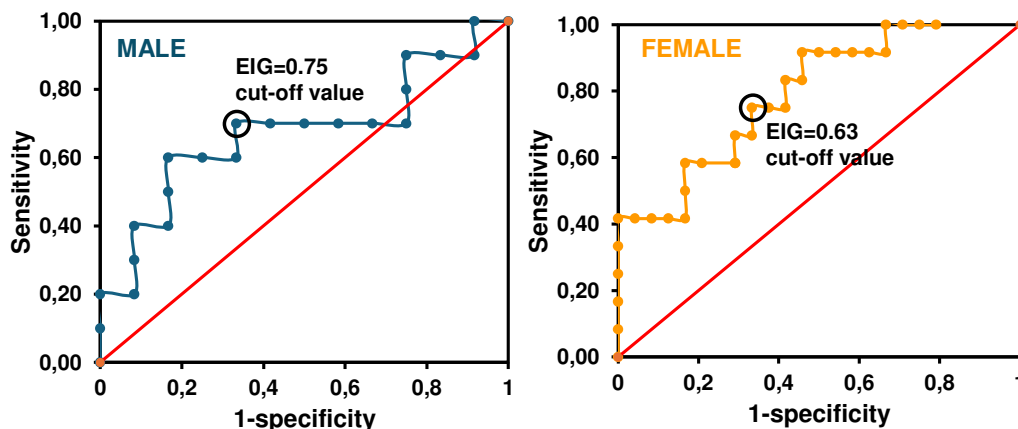 MALE
EIG=0.75
cut-off value
Sensitivity
1,00
0,80
0,60
0,40
0,20
0,00
0
0,2
0,4
0,6
0,8
1
1-specificity
FEMALE
EIG=0.63
cut-off value
Sensitivity
1,00
0,80
0,60
0,40
0,20
0,00
0
0,2
0,4
0,6
0,8
1
1-specificity